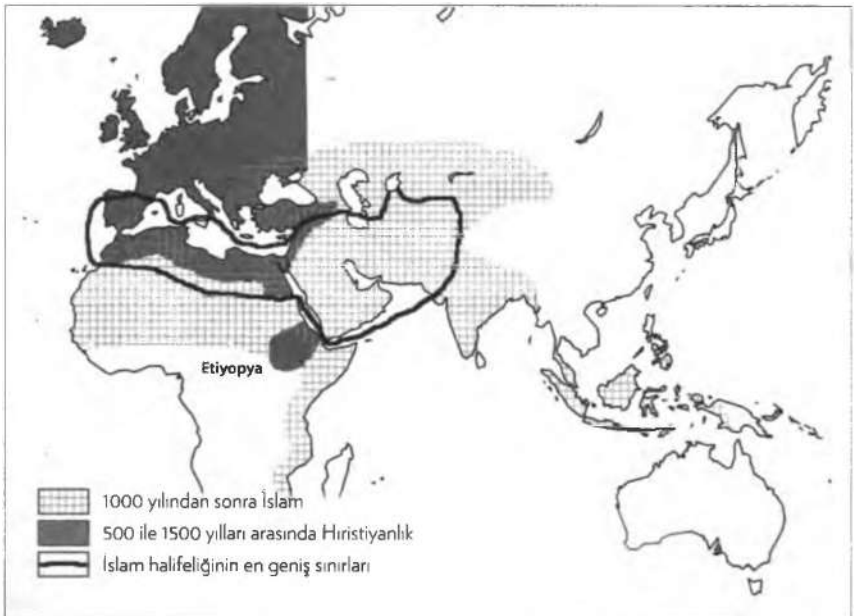 Etiyopya
1000 yılından sonra İslam
500 ile 1500 yılları arasında Hıristiyanlık
İslam halifeliğinin en geniş sınırları